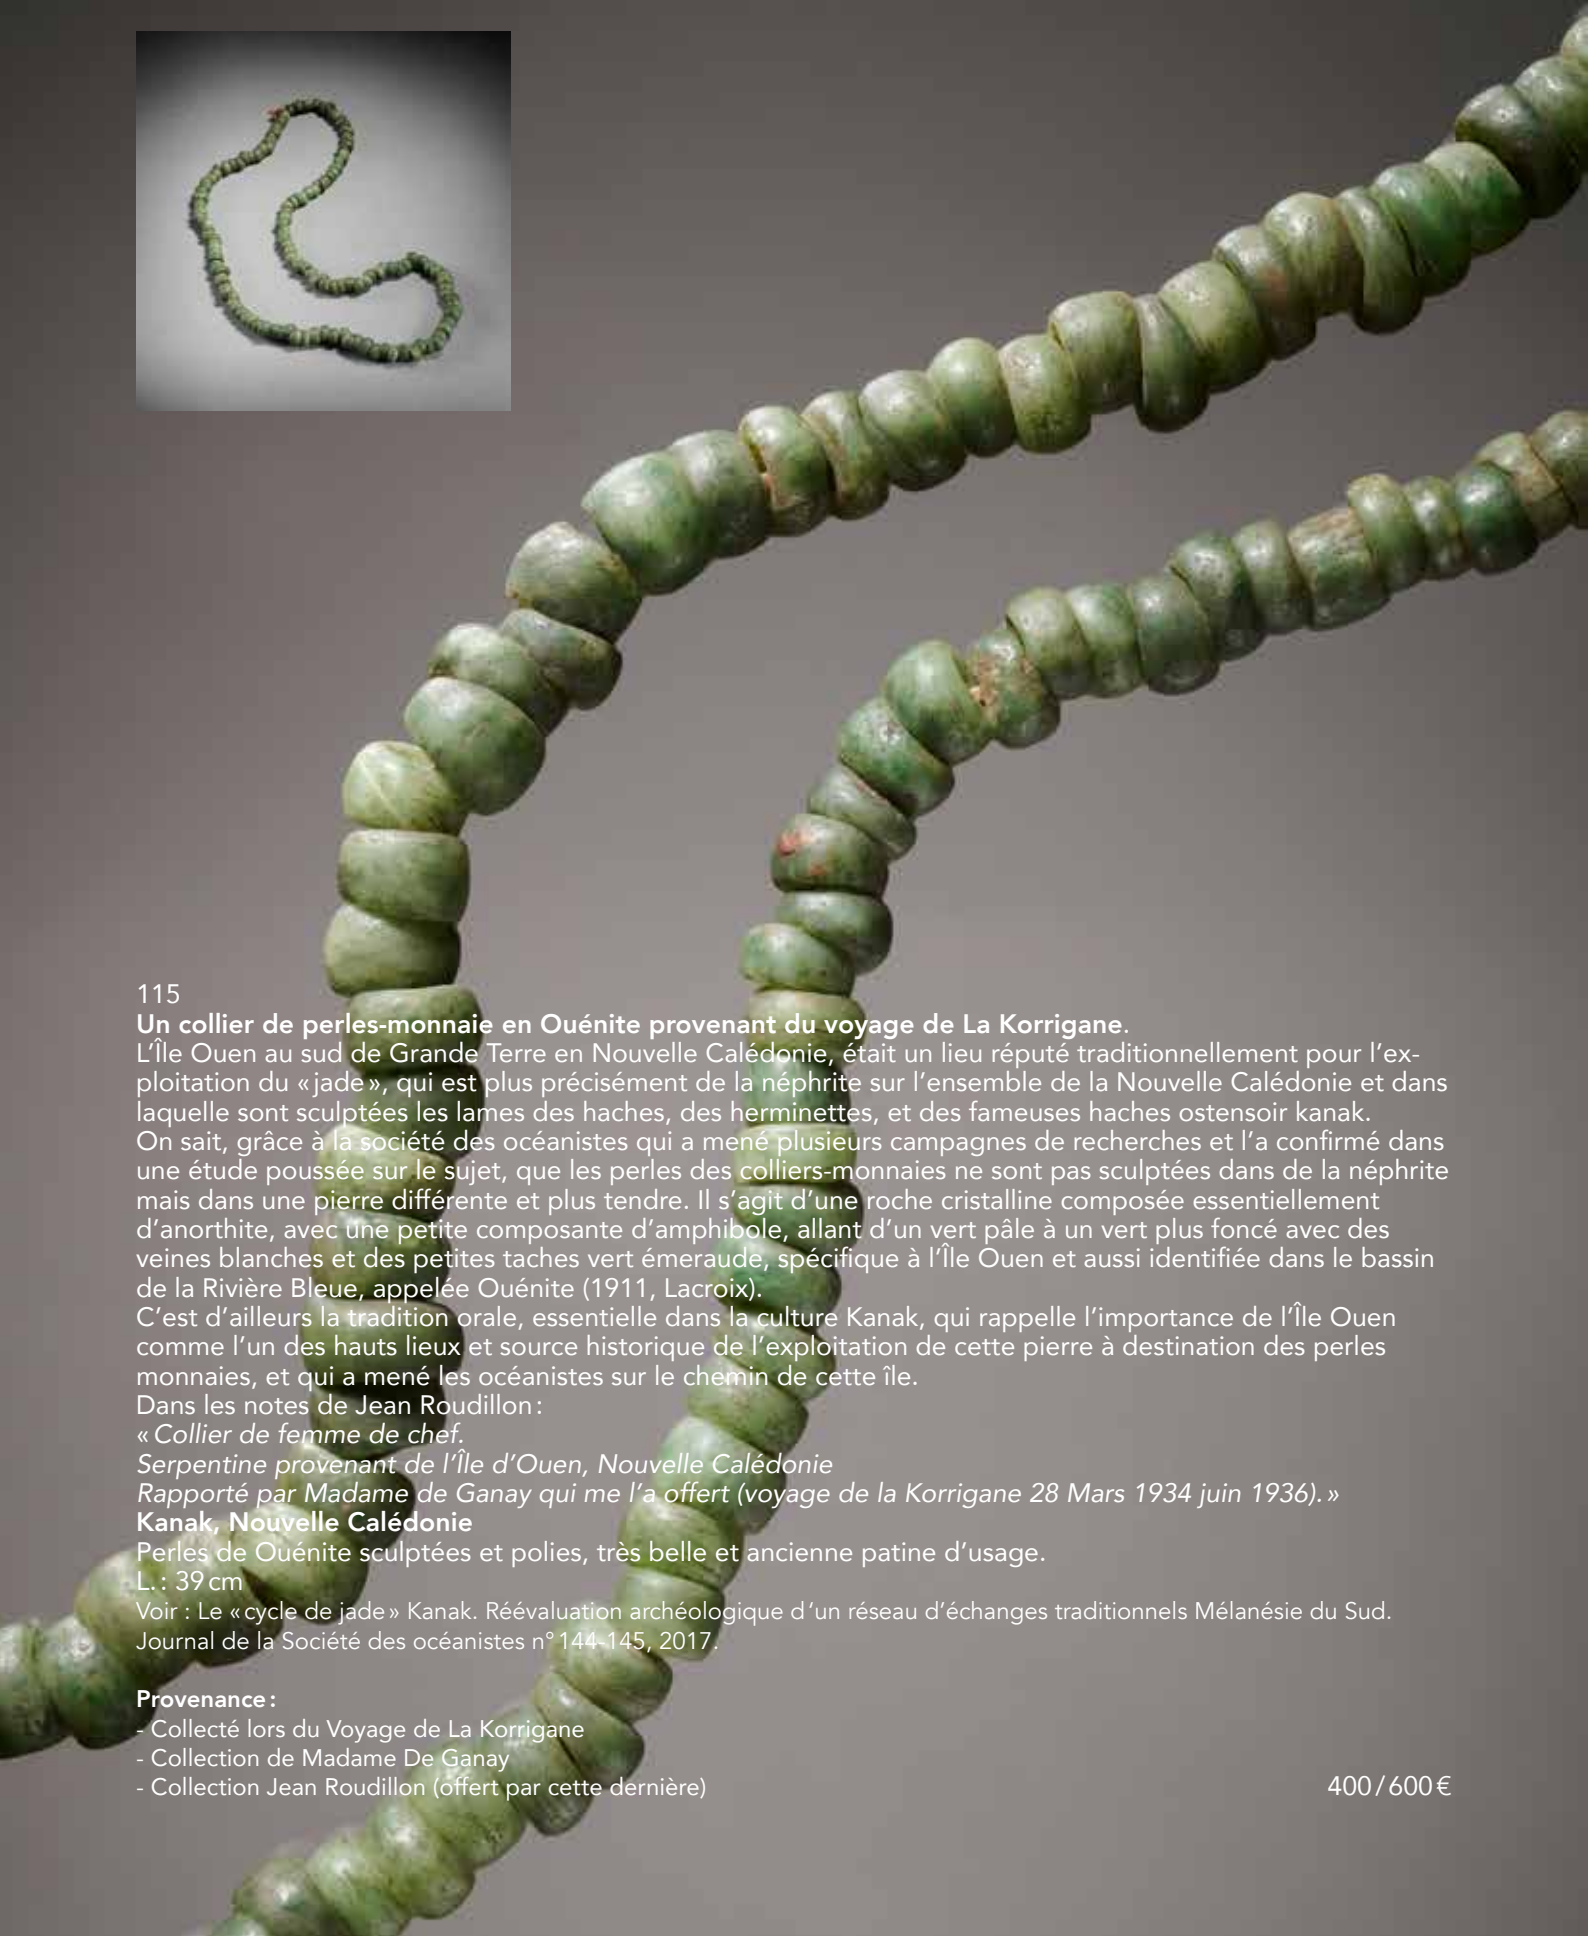 115
Un collier de perles-monnaie en Ouénite provenant du voyage de La Korrigane.
L’Île Ouen au sud de Grande Terre en Nouvelle Calédonie, était un lieu réputé traditionnellement pour l’ex-
ploitation du « jade », qui est plus précisément de la néphrite sur l’ensemble de la Nouvelle Calédonie et dans
laquelle sont sculptées les lames des haches, des herminettes, et des fameuses haches ostensoir kanak.
On sait, grâce à la société des océanistes qui a mené plusieurs campagnes de recherches et l’a confirmé dans
une étude poussée sur le sujet, que les perles des colliers-monnaies ne sont pas sculptées dans de la néphrite
mais dans une pierre différente et plus tendre. Il s’agit d’une roche cristalline composée essentiellement
d’anorthite, avec une petite composante d’amphibole, allant d’un vert pâle à un vert plus foncé avec des
veines blanches et des petites taches vert émeraude, spécifique à l’Île Ouen et aussi identifiée dans le bassin
de la Rivière Bleue, appelée Ouénite (1911, Lacroix).
C’est d’ailleurs la tradition orale, essentielle dans la culture Kanak, qui rappelle l’importance de l’Île Ouen
comme l’un des hauts lieux et source historique de l’exploitation de cette pierre à destination des perles
monnaies, et qui a mené les océanistes sur le chemin de cette île.
Dans les notes de Jean Roudillon :
« Collier de femme de chef.
Serpentine provenant de l’Île d’Ouen, Nouvelle Calédonie
Rapporté par Madame de Ganay qui me l’a offert (voyage de la Korrigane 28 Mars 1934 juin 1936). »
Kanak, Nouvelle Calédonie
Perles de Ouénite sculptées et polies, très belle et ancienne patine d’usage.
L. : 39 cm
Voir : Le « cycle de jade » Kanak. Réévaluation archéologique d’un réseau d’échanges traditionnels Mélanésie du Sud.
Journal de la Société des océanistes n° 144-145, 2017.
Provenance :
- Collecté lors du Voyage de La Korrigane
- Collection de Madame De Ganay
- Collection Jean Roudillon (offert par cette dernière)
400 / 600 €